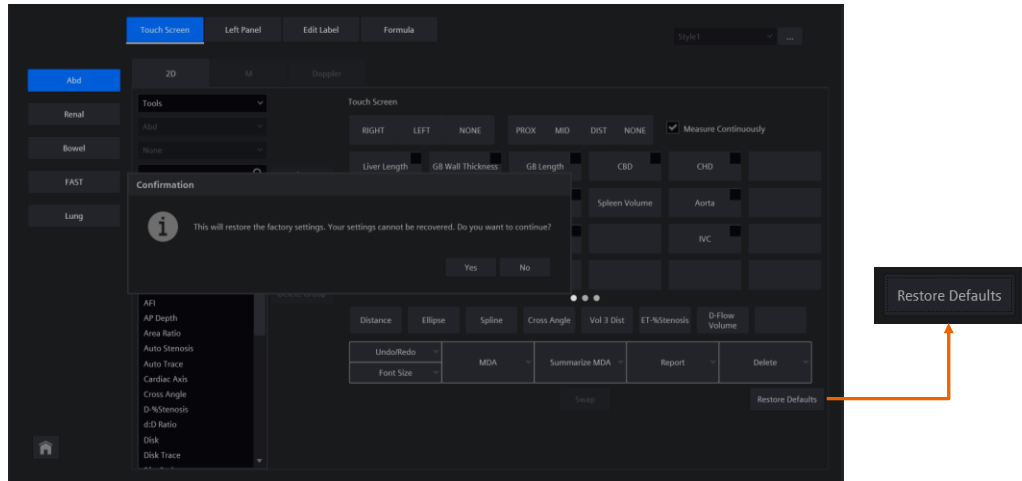 Touch Screen
Left Panel
Edit Label
Formula
Style1
...
Abd
Renal
Bowel
FAST
Lung
2D
M
Doppler
Tools
Abd
None
Touch Screen
RIGHT LEFT NONE
PROX MID DIST NONE
Measure Continuously
Liver Length
GB Wall Thickness
GB Length
CBD
CHD
Spleen Volume
Aorta
IVC
Confirmation
This will restore the factory settings. Your settings cannot be recovered. Do you want to continue?
Yes
No
Delete Group
AFI
AP Depth
Area Ratio
Auto Stenosis
Auto Trace
Cardiac Axis
Cross Angle
D-%Stenosis
d:D Ratio
Disk
Disk Trace
Distance
Ellipse
Spline
Cross Angle
Vol 3 Dist
ET-%Stenosis
D-Flow
Volume
Undo/Redo
Font Size
MDA
Summarize MDA
Report
Delete
Swap
Restore Defaults
Restore Defaults